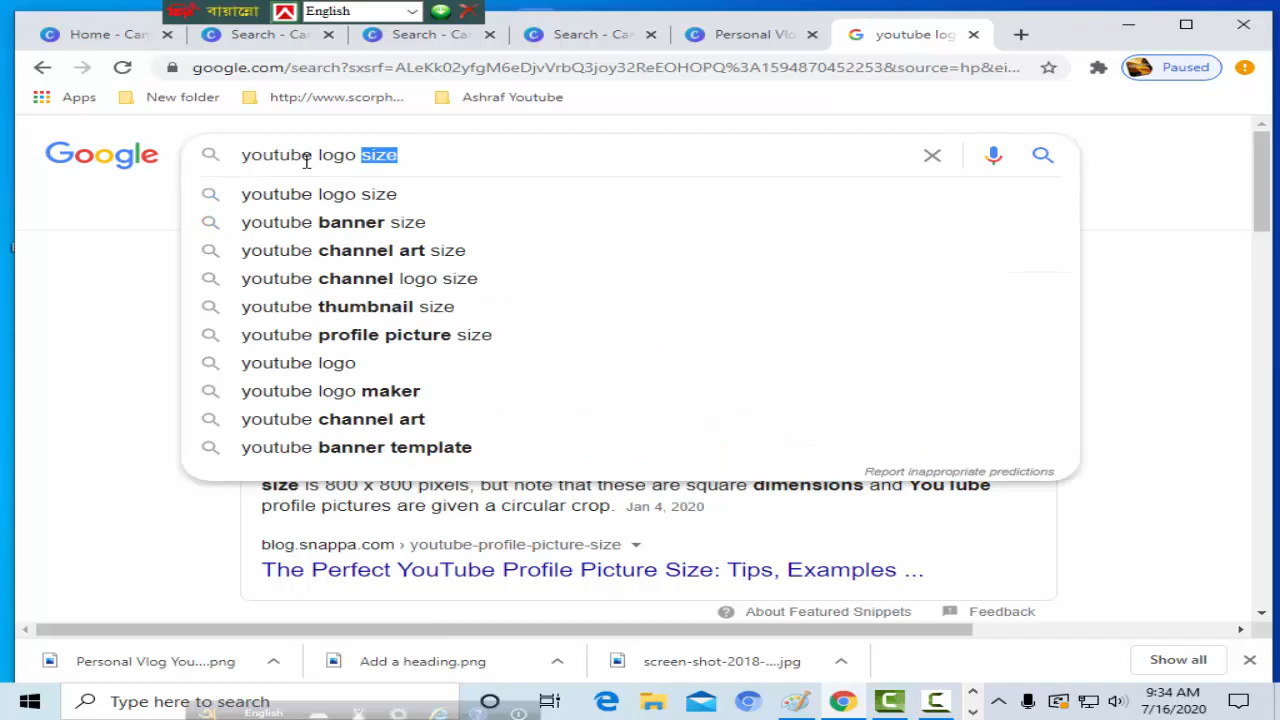 বায়ান্নো English
Home - Can Search - Ca Search - Ca Search - Ca Personal Vlo youtube log
google.com/search?sxsrf=ALeKk02yfgM6eDjvVrbQ3joy32ReEOHOPQ%3A1594870452253&source=hp&ei... Paused
Apps New folder http://www.scorph... Ashraf Youtube
Google youtube logo size
youtube logo size
youtube banner size
youtube channel art size
youtube channel logo size
youtube thumbnail size
youtube profile picture size
youtube logo
youtube logo maker
youtube channel art
youtube banner template
Report inappropriate predictions
size is 800 x 800 pixels, but note that these are square dimensions and YouTube
profile pictures are given a circular crop. Jan 4, 2020
blog.snappa.com › youtube-profile-picture-size
The Perfect YouTube Profile Picture Size: Tips, Examples ...
About Featured Snippets Feedback
Personal Vlog You....png Add a heading.png screen-shot-2018-....jpg Show all
Type here to search
English
9:34 AM
7/16/2020